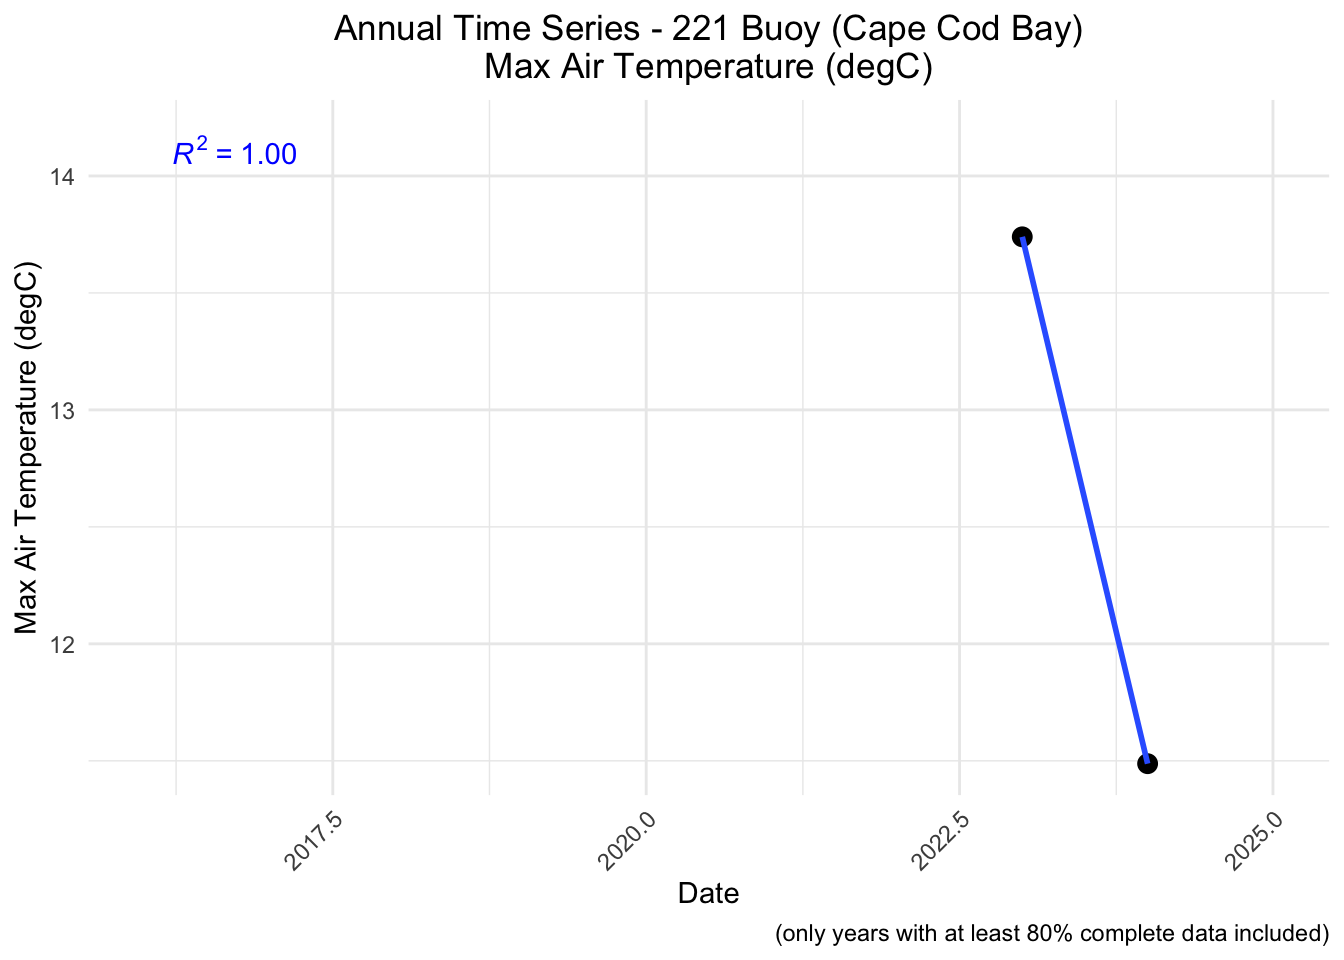 Annual Time Series - 221 Buoy (Cape Cod Bay)
Max Air Temperature (degC)
R² = 1.00
14
13
12
Max Air Temperature (degC)
2017.5
2020.0
2022.5
2025.0
Date
(only years with at least 80% complete data included)